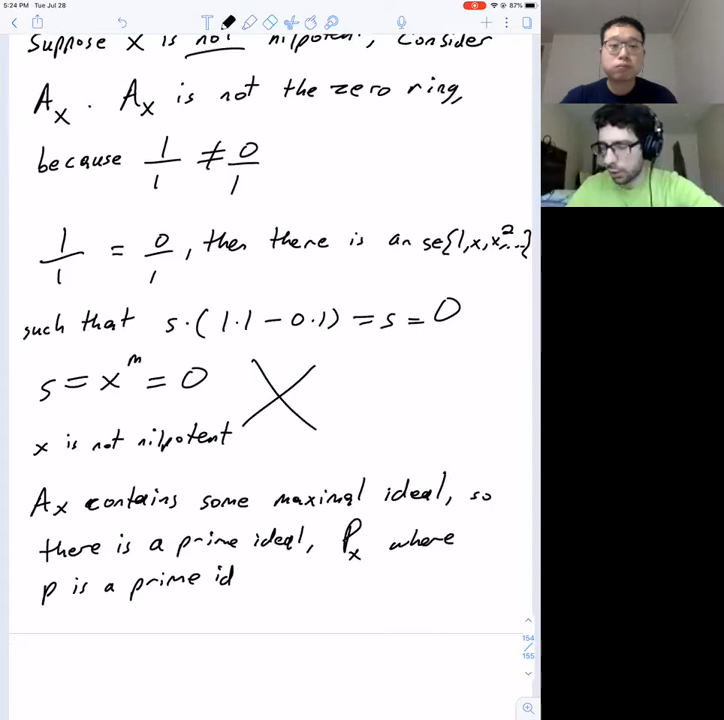 5:24 PM Tue Jul 28
87%
Suppose x is not nilpotent, consider
Ax . Ax is not the zero ring,
because 1/1 ≠ 0/1
1/1 = 0/1, then there is an s∈{1,x,x²,...}
such that s·(1·1 - 0·1) = s = 0
s = x^m = 0
x is not nilpotent
Ax contains some maximal ideal, so
there is a prime ideal, Px where
p is a prime id
154
155